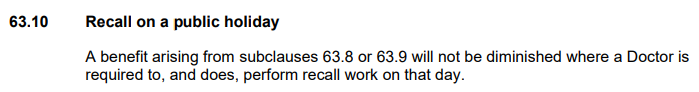 63.10 Recall on a public holiday
A benefit arising from subclauses 63.8 or 63.9 will not be diminished where a Doctor is
required to, and does, perform recall work on that day.